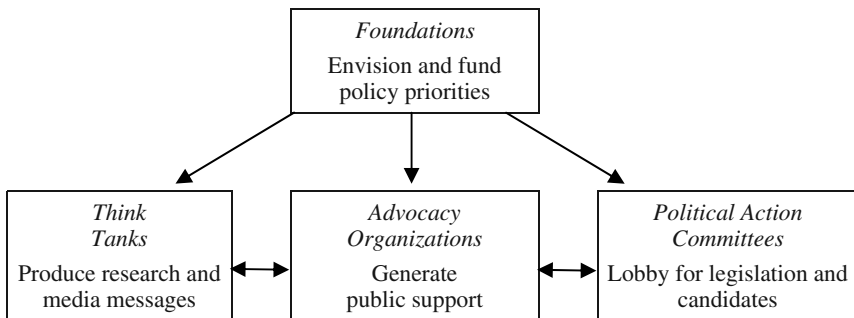 Foundations
Envision and fund
policy priorities
Think
Tanks
Produce research and
media messages
Advocacy
Organizations
Generate
public support
Political Action
Committees
Lobby for legislation and
candidates